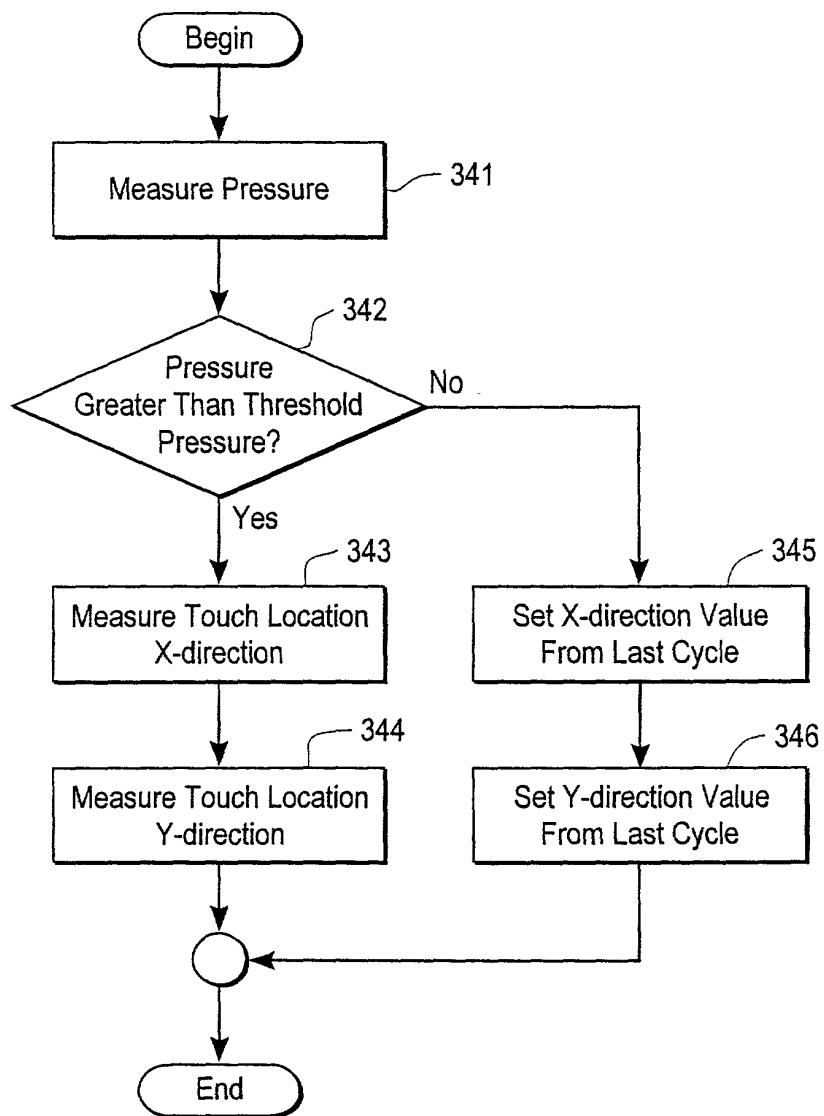 Begin
Measure Pressure
341
342
Pressure
Greater Than Threshold
Pressure?
No
Yes
343
Measure Touch Location
X-direction
345
Set X-direction Value
From Last Cycle
344
Measure Touch Location
Y-direction
346
Set Y-direction Value
From Last Cycle
End